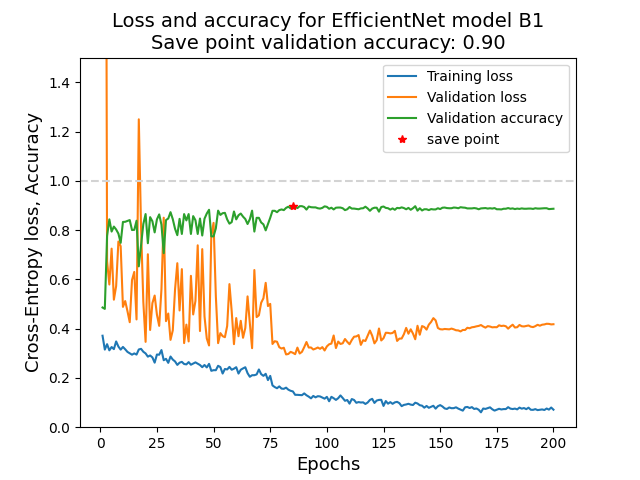 Loss and accuracy for EfficientNet model B1
Save point validation accuracy: 0.90
Training loss
Validation loss
Validation accuracy
save point
Cross-Entropy loss, Accuracy
1.4
1.2
1.0
0.8
0.6
0.4
0.2
0.0
0 25 50 75 100 125 150 175 200
Epochs